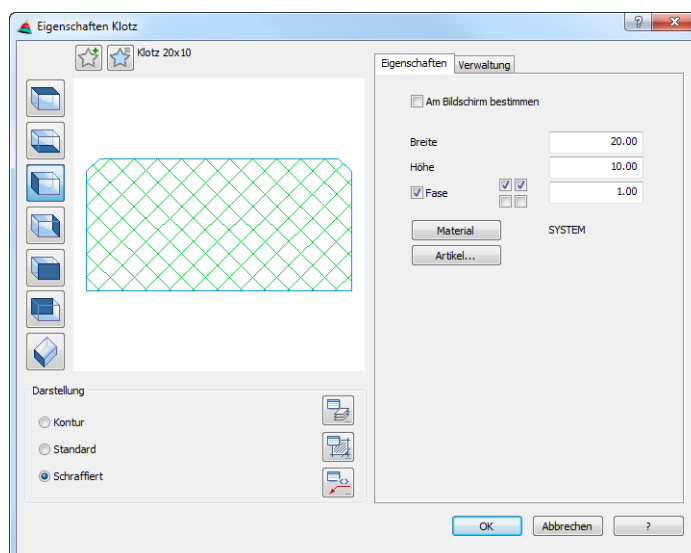 Eigenschaften Klotz
Klotz 20x10
Eigenschaften
Verwaltung
Am Bildschirm bestimmen
Breite 20.00
Höhe 10.00
Fase 1.00
Material SYSTEM
Artikel...
Darstellung
Kontur
Standard
Schraffiert
OK Abbrechen ?